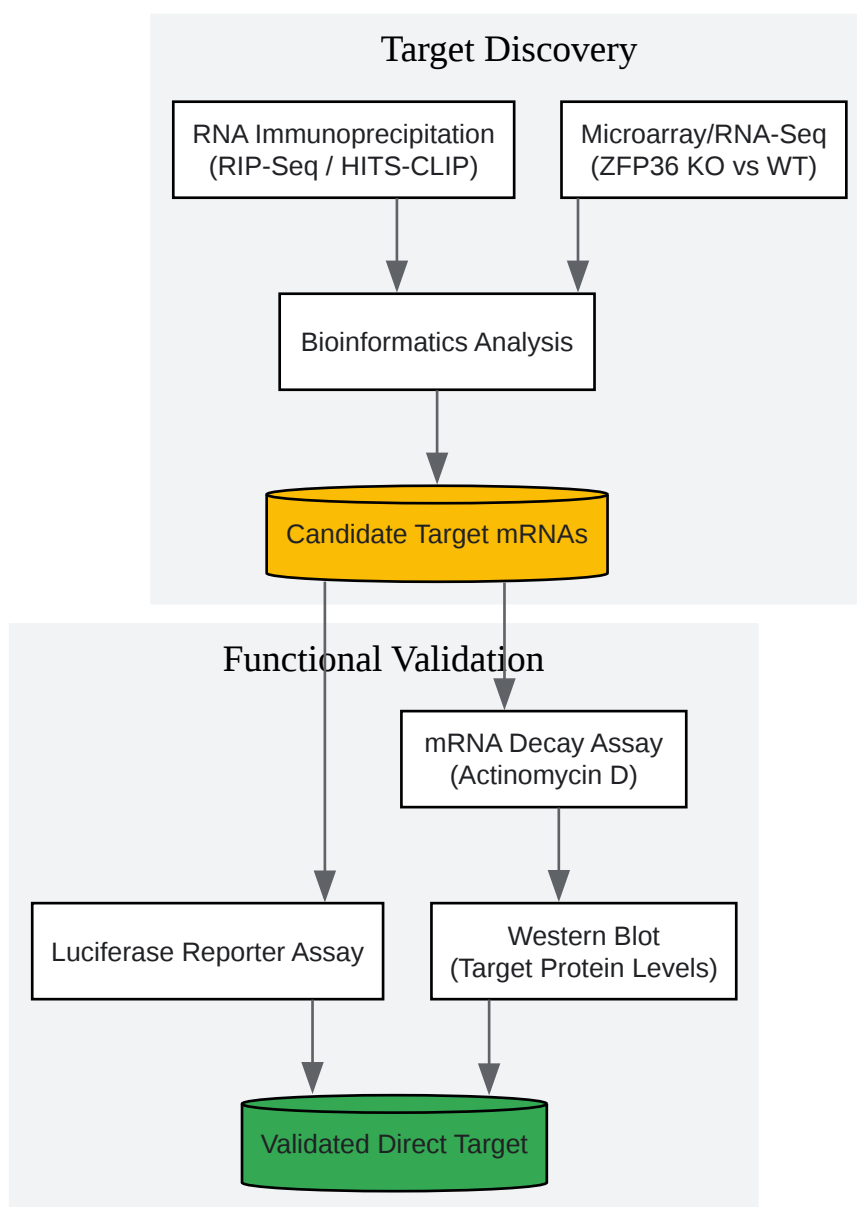 Target Discovery
RNA Immunoprecipitation
(RIP-Seq / HITS-CLIP)
Microarray/RNA-Seq
(ZFP36 KO vs WT)
Bioinformatics Analysis
Candidate Target mRNAs
Functional Validation
mRNA Decay Assay
(Actinomycin D)
Luciferase Reporter Assay
Western Blot
(Target Protein Levels)
Validated Direct Target